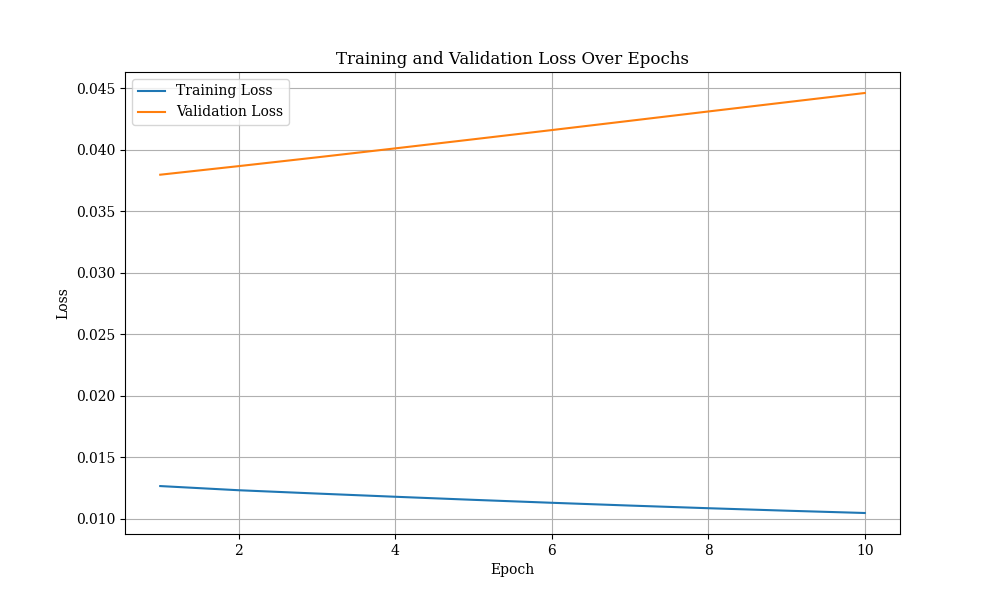 Training and Validation Loss Over Epochs
Training Loss
Validation Loss
0.045
0.040
0.035
0.030
0.025
0.020
0.015
0.010
Loss
2 4 6 8 10
Epoch